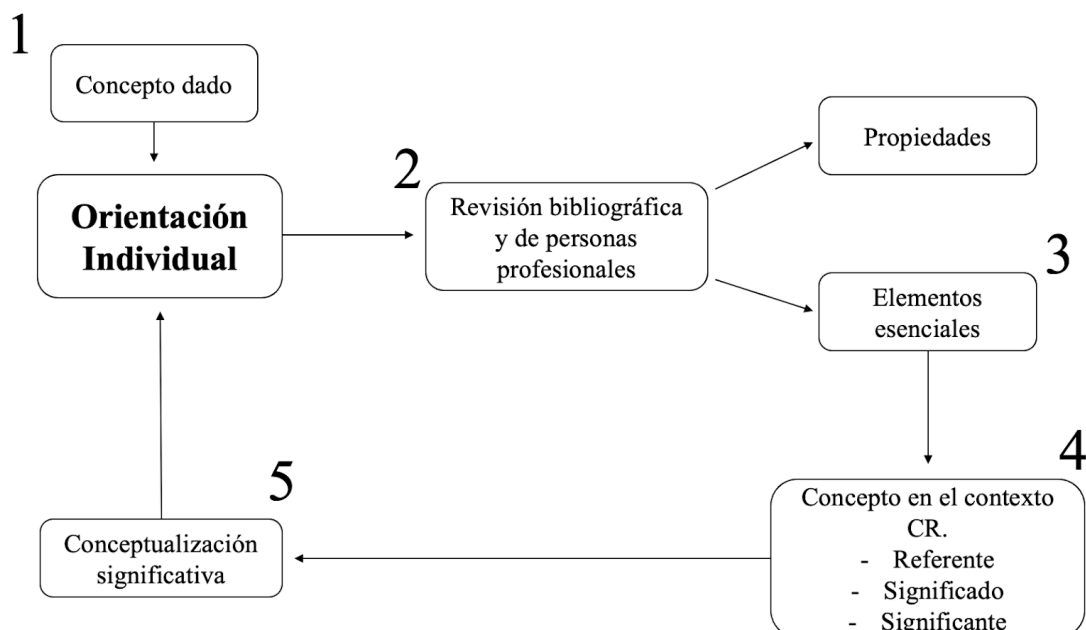 1
Concepto dado
Orientación
Individual
2
Revisión bibliográfica
y de personas
profesionales
Propiedades
3
Elementos
esenciales
4
Concepto en el contexto
CR.
- Referente
- Significado
- Significante
5
Conceptualización
significativa